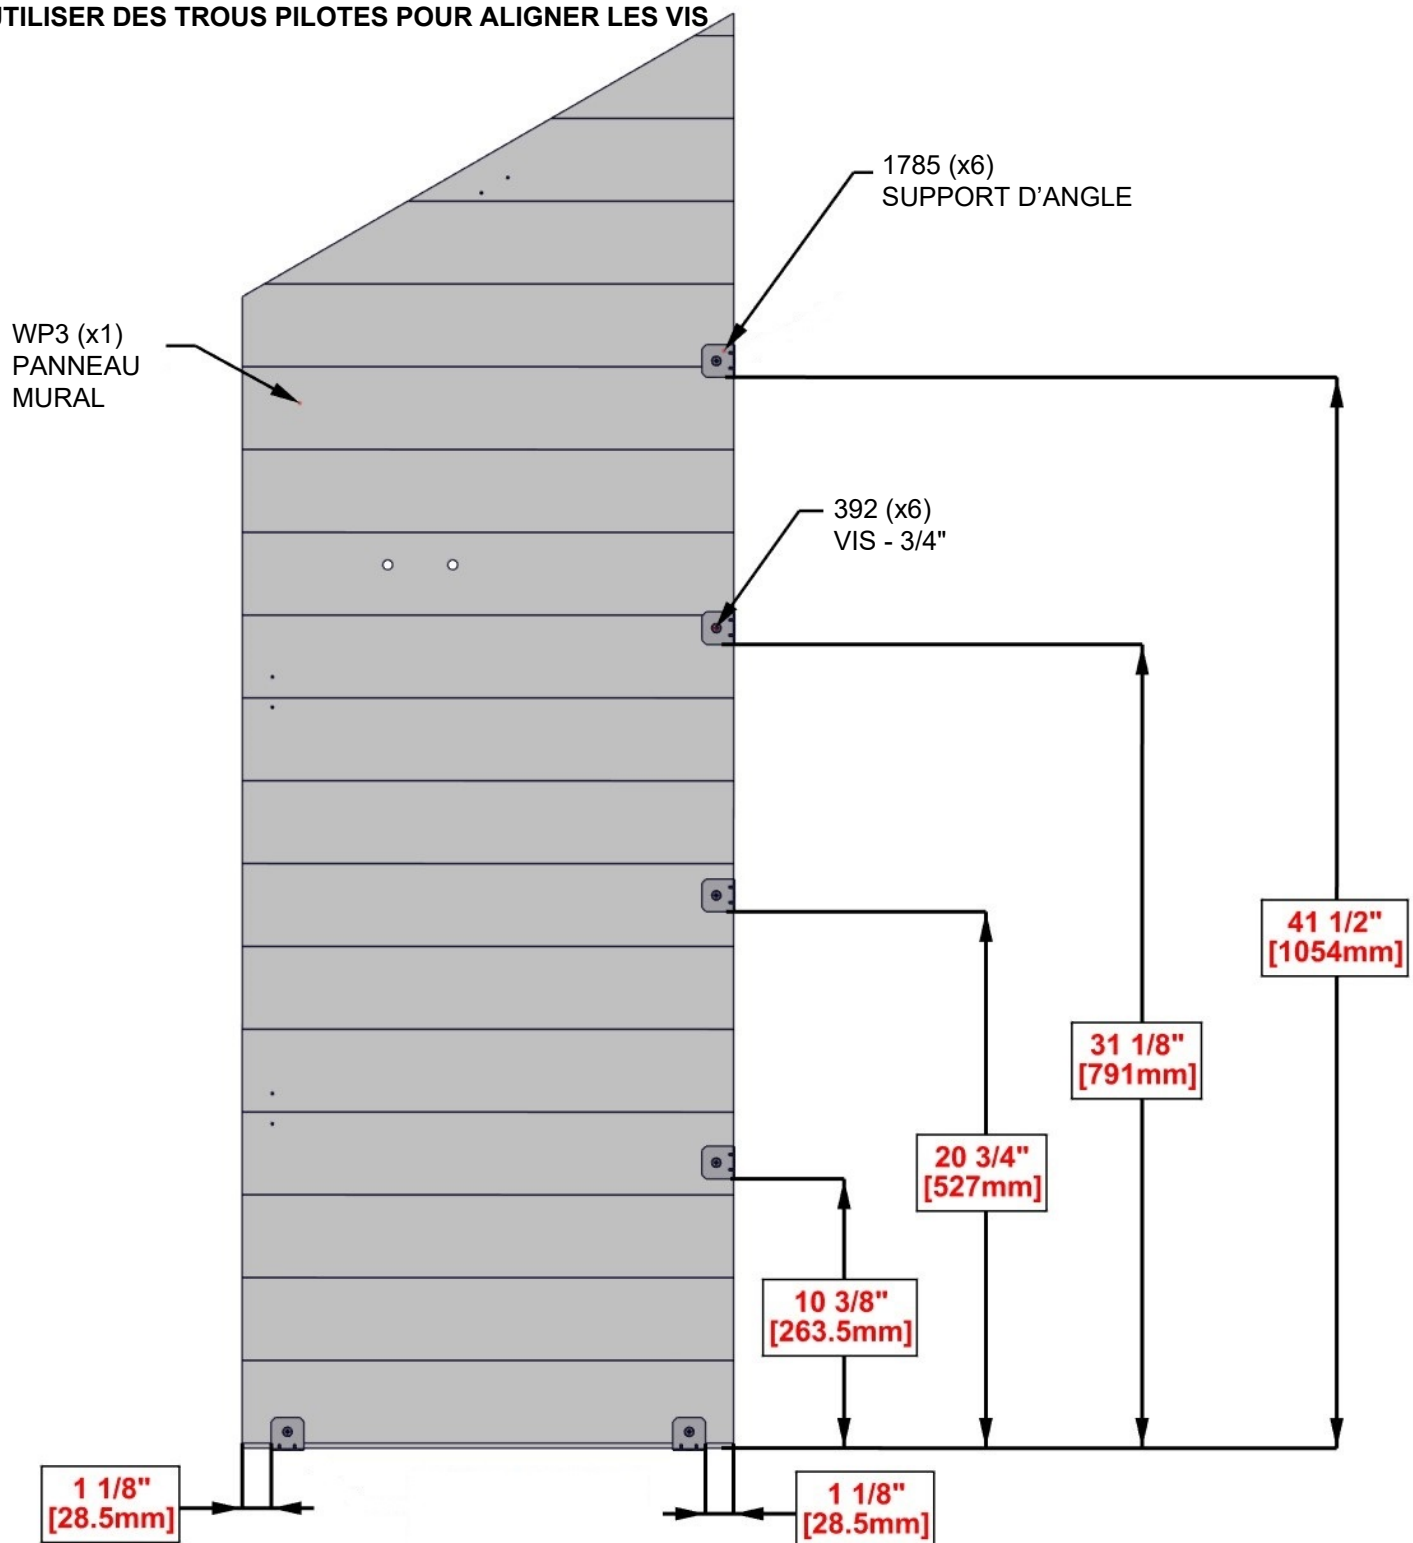 UTILISER DES TROUS PILOTES POUR ALIGNER LES VIS
1785 (x6)
SUPPORT D’ANGLE
WP3 (x1)
PANNEAU
MURAL
392 (x6)
VIS - 3/4"
41 1/2"
[1054mm]
31 1/8"
[791mm]
20 3/4"
[527mm]
10 3/8"
[263.5mm]
1 1/8"
[28.5mm]
1 1/8"
[28.5mm]